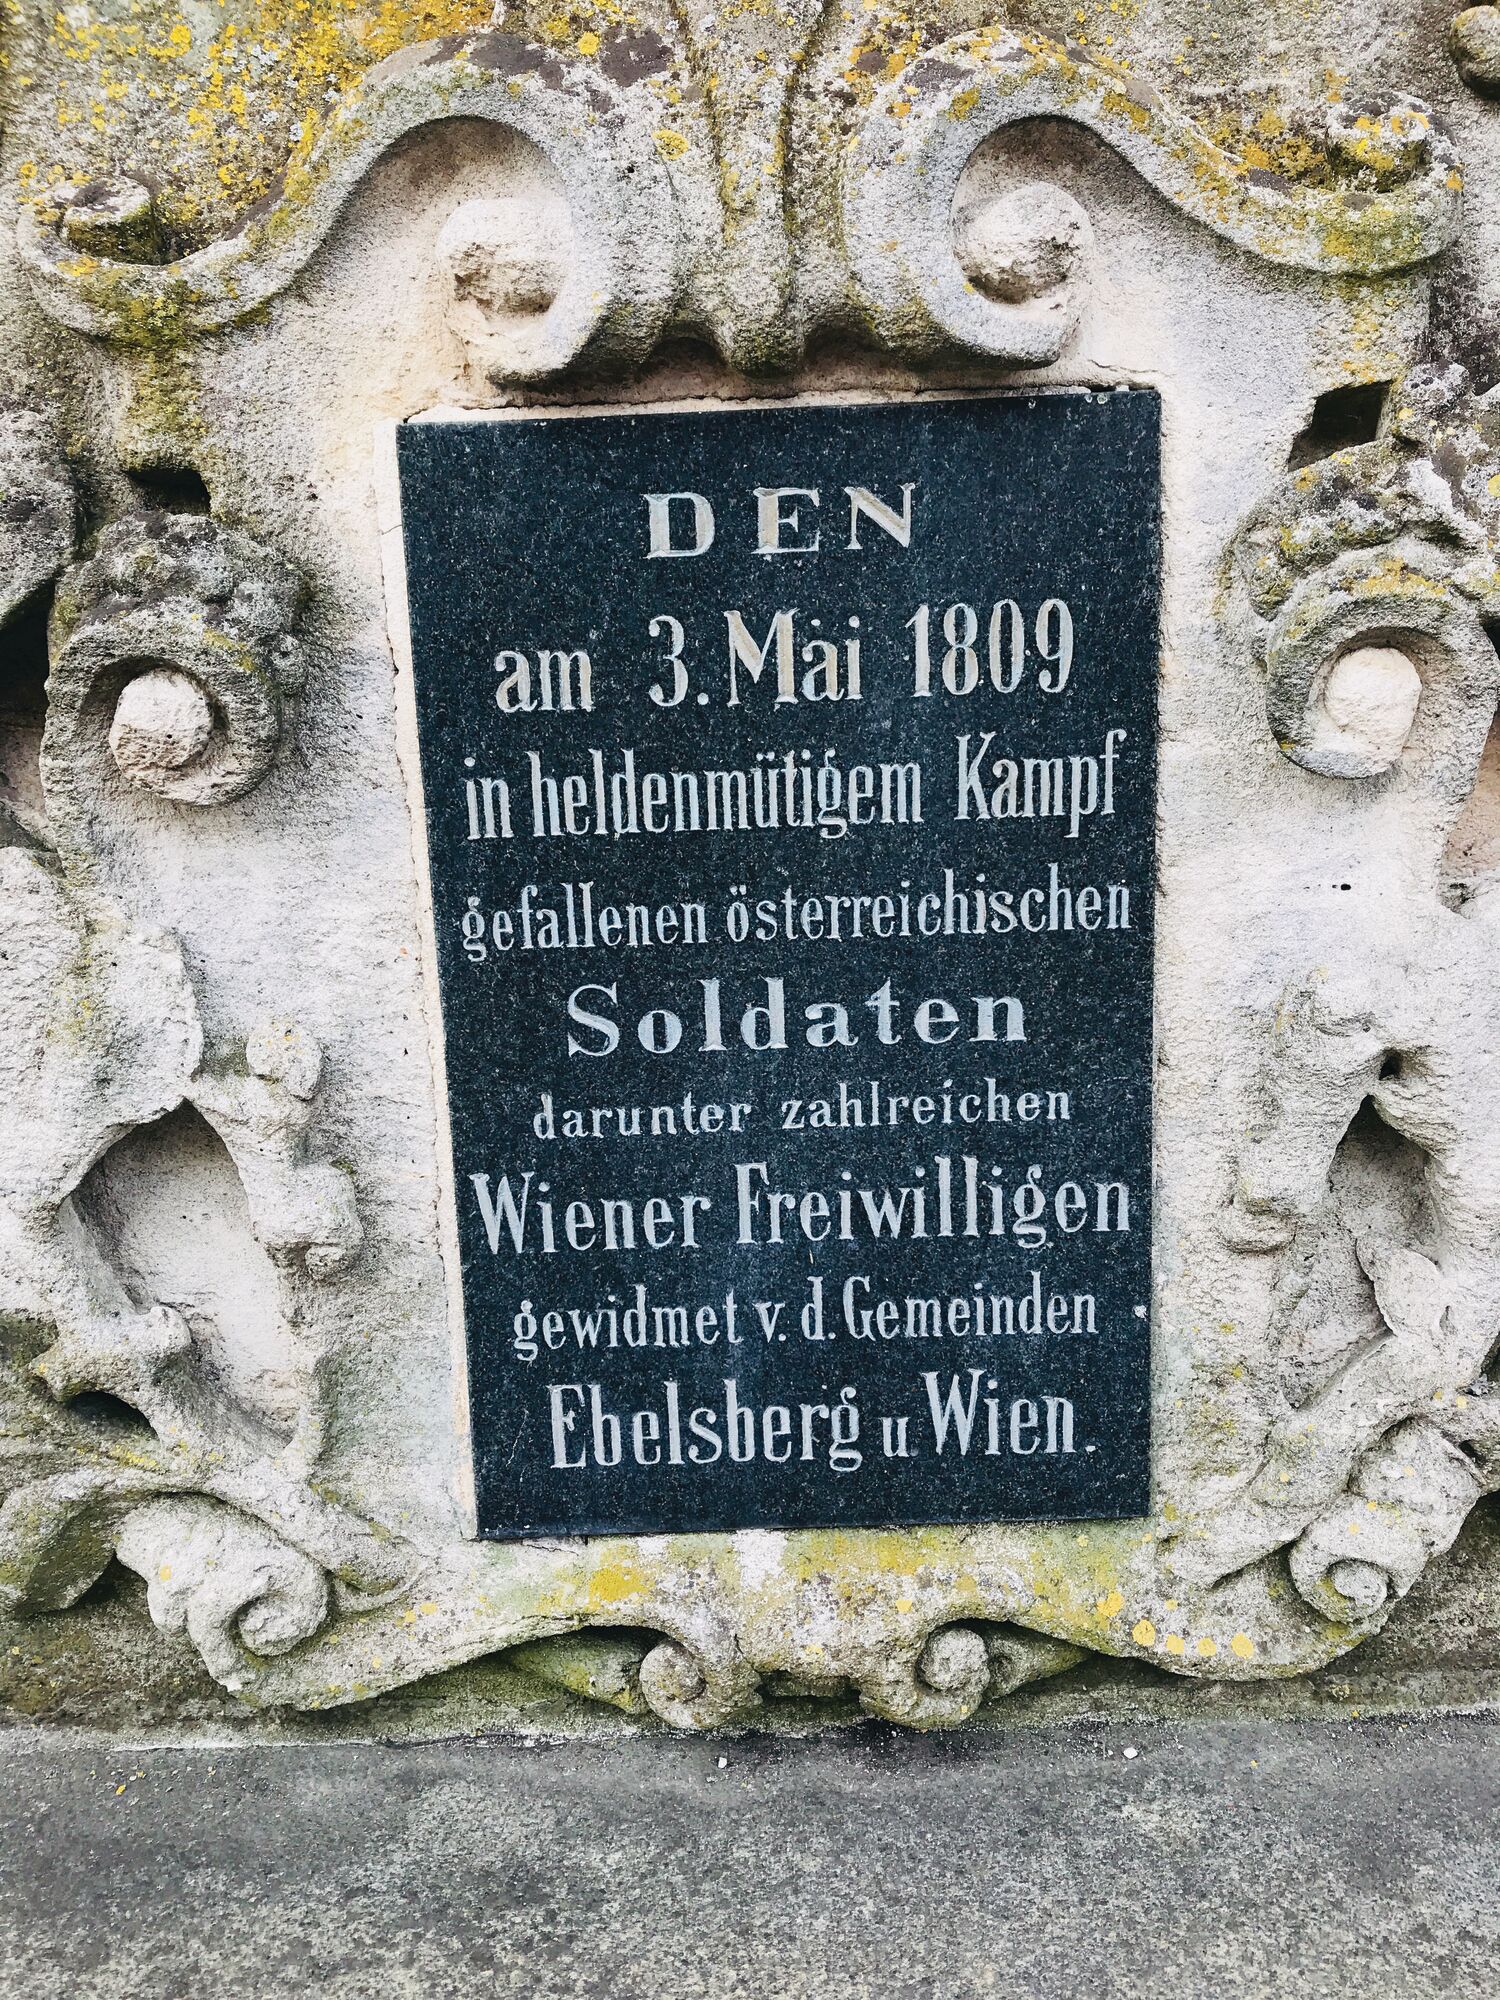 DEN
am 3. Mai 1809
in heldenmütigem Kampf
gefallenen österreichischen
Soldaten
darunter zahlreichen
Wiener Freiwilligen
gewidmet v. d. Gemeinden
Ebelsberg u Wien.